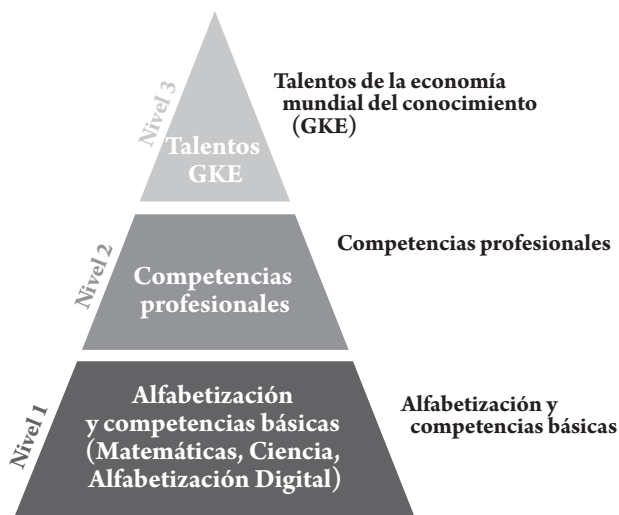 Nivel 3
Talentos
GKE
Talentos de la economía
mundial del conocimiento
(GKE)
Nivel 2
Competencias
profesionales
Competencias profesionales
Nivel 1
Alfabetización
y competencias básicas
(Matemáticas, Ciencia,
Alfabetización Digital)
Alfabetización y
competencias básicas